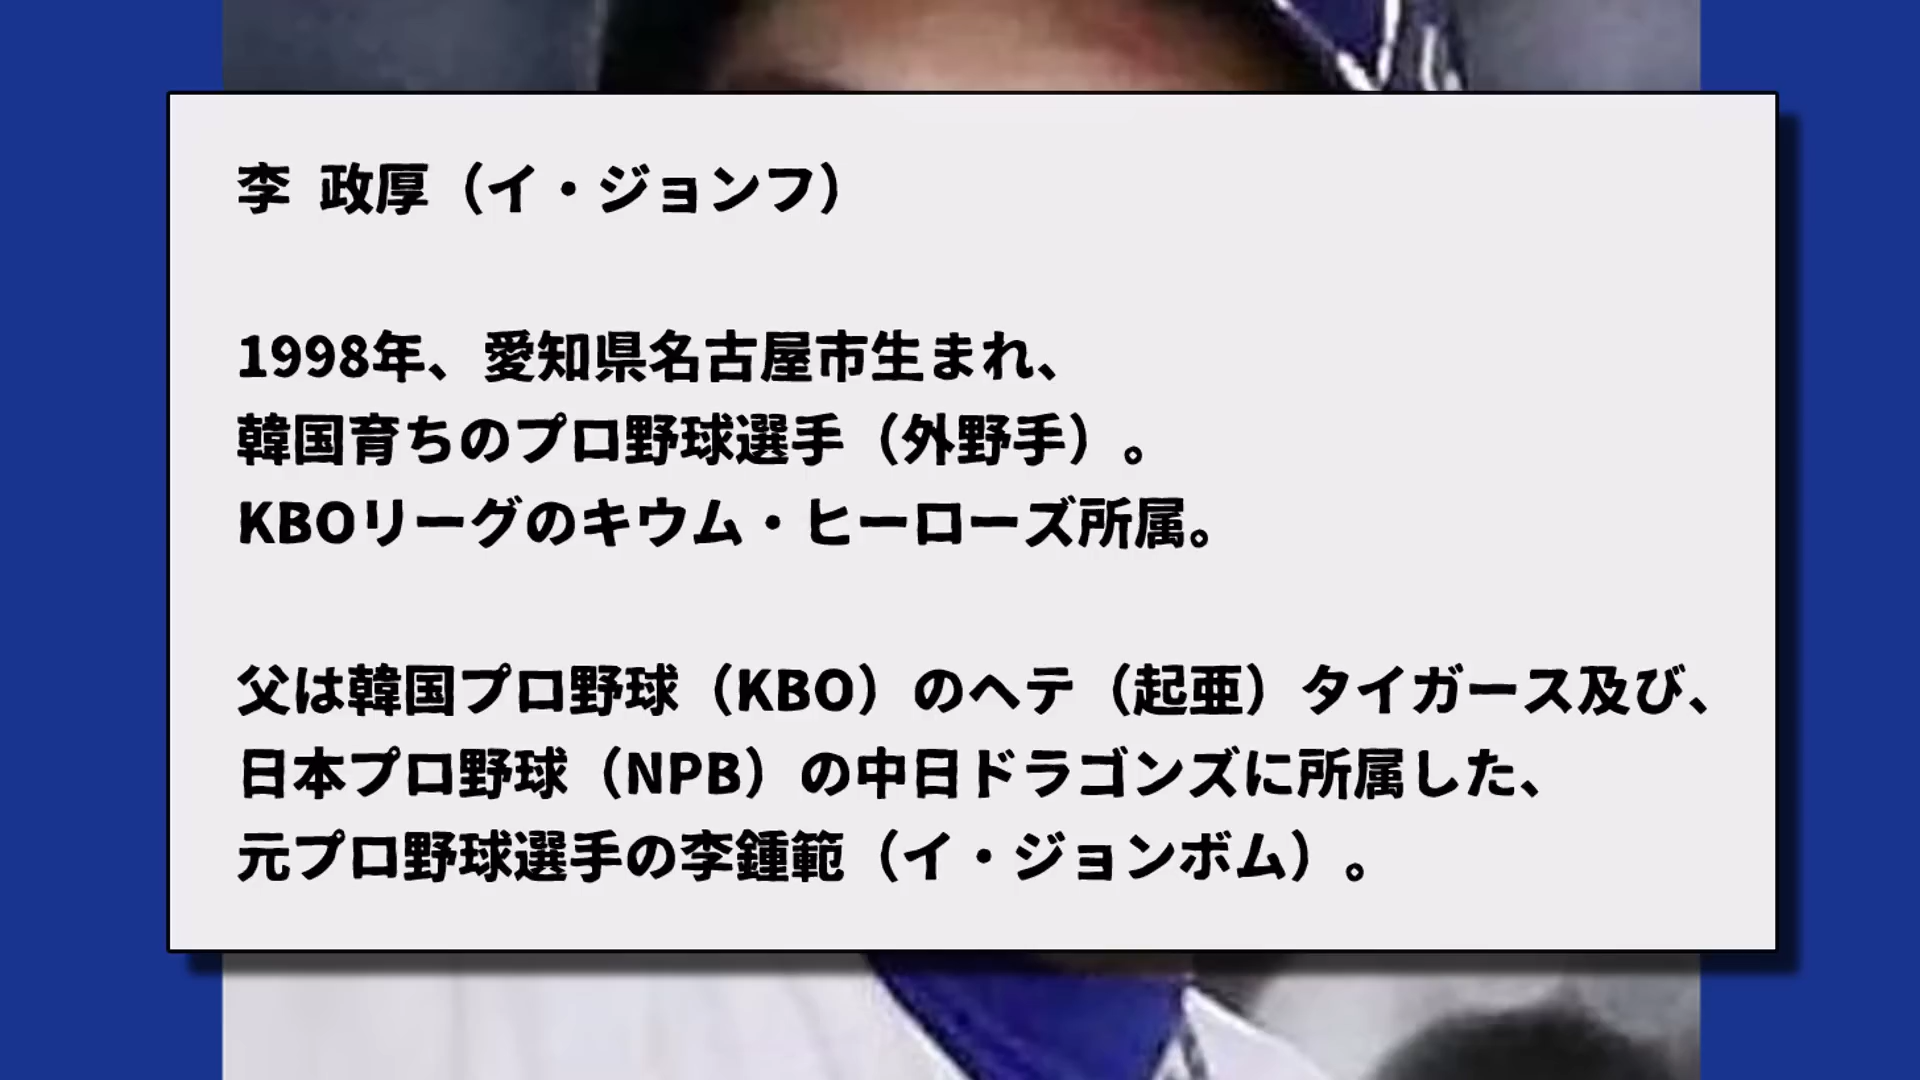 李 政厚（イ・ジョンフ）
1998年、愛知県名古屋市生まれ、
韓国育ちのプロ野球選手（外野手）。
KBOリーグのキウム・ヒーローズ所属。
父は韓国プロ野球（KBO）のヘテ（起亜）タイガース及び、
日本プロ野球（NPB）の中日ドラゴンズに所属した、
元プロ野球選手の李鍾範（イ・ジョンボム）。